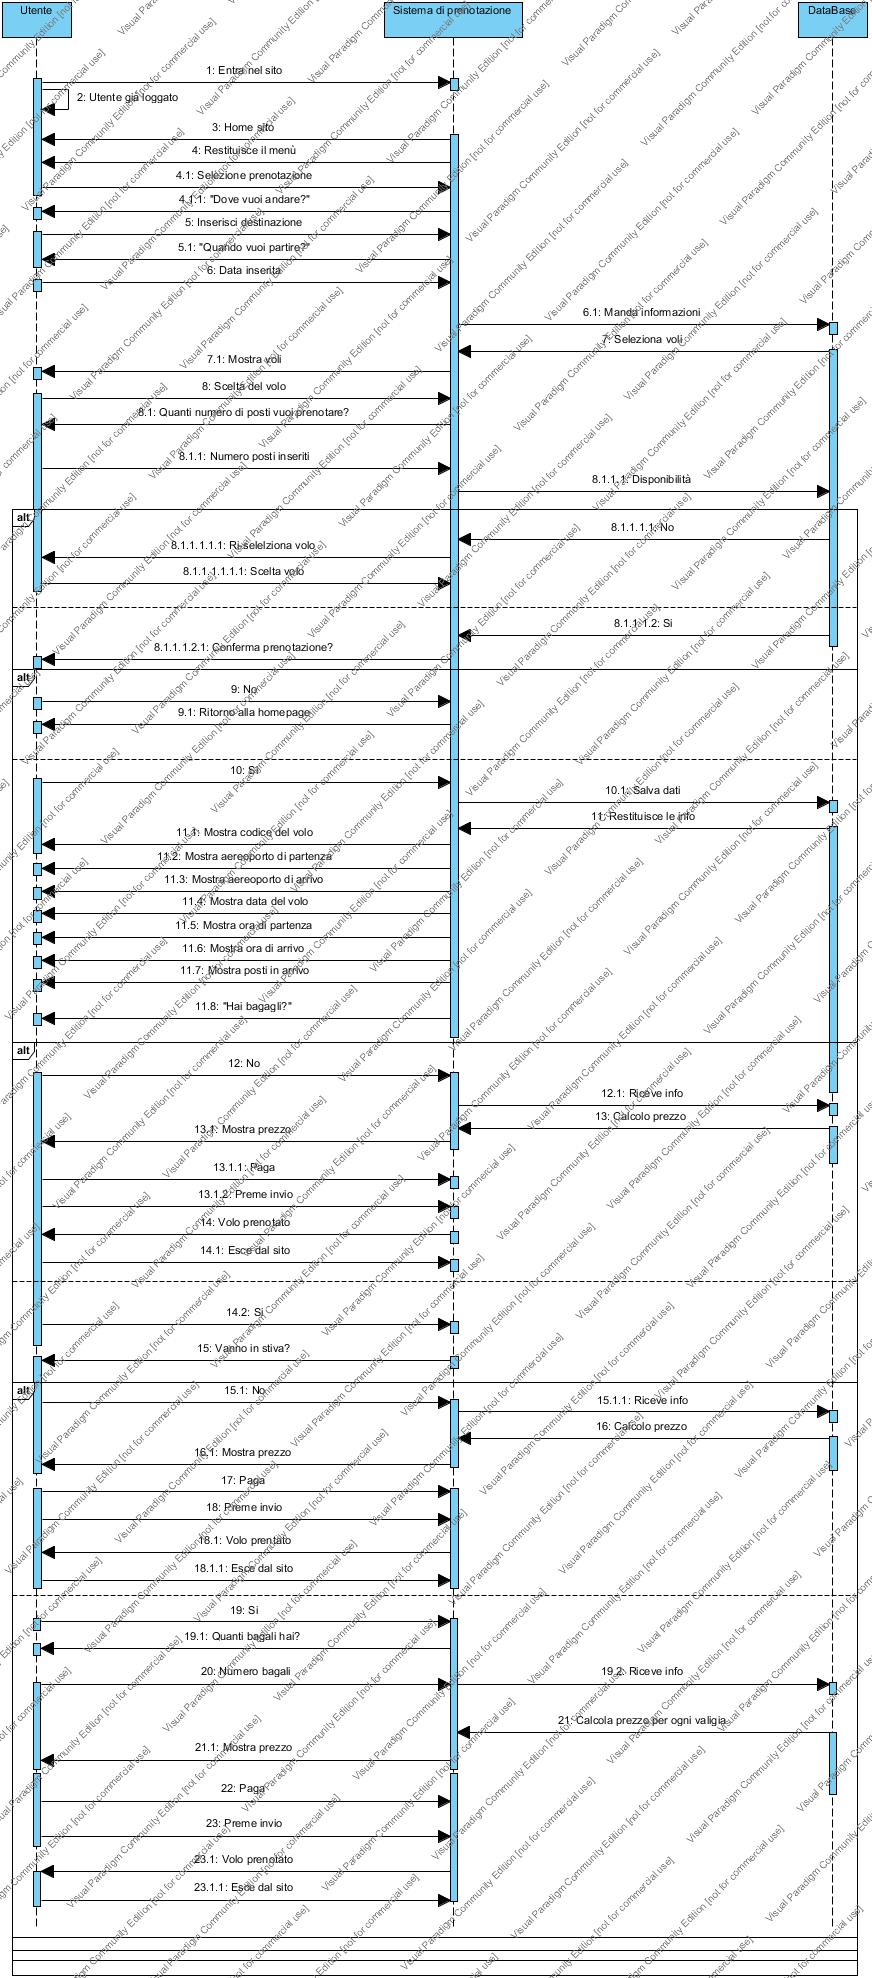 Utente
Sistema di prenotazione
DataBase
1: Entra nel sito
2: Utente già loggato
3: Home sito
4: Restituisce il menù
4.1: Selezione prenotazione
4.1.1: "Dove vuoi andare?"
5: Inserisci destinazione
5.1: "Quando vuoi partire?"
6: Data inserita
6.1: Manda informazioni
7: Seleziona voli
7.1: Mostra voli
8: Scelta del volo
8.1: Quanti numero di posti vuoi prenotare?
8.1.1: Numero posti inseriti
8.1.1.1: Disponibilità
alt
8.1.1.1.1: No
8.1.1.1.1.1: Ri-selelziona volo
8.1.1.1.1.1.1: Scelta volo
8.1.1.1.2: Si
8.1.1.1.2.1: Conferma prenotazione?
alt
9: No
9.1: Ritorno alla homepage
10: Si
10.1: Salva dati
11: Restituisce le info
11.1: Mostra codice del volo
11.2: Mostra aereoporto di partenza
11.3: Mostra aereoporto di arrivo
11.4: Mostra data del volo
11.5: Mostra ora di partenza
11.6: Mostra ora di arrivo
11.7: Mostra posti in arrivo
11.8: "Hai bagagli?"
alt
12: No
12.1: Riceve info
13: Calcolo prezzo
13.1: Mostra prezzo
13.1.1: Paga
13.1.2: Preme invio
14: Volo prenotato
14.1: Esce dal sito
14.2: Si
15: Vanno in stiva?
alt
15.1: No
15.1.1: Riceve info
16: Calcolo prezzo
16.1: Mostra prezzo
17: Paga
18: Preme invio
18.1: Volo prentato
18.1.1: Esce dal sito
19: Si
19.1: Quanti bagali hai?
20: Numero bagali
19.2: Riceve info
21: Calcola prezzo per ogni valigia
21.1: Mostra prezzo
22: Paga
23: Preme invio
23.1: Volo prenotato
23.1.1: Esce dal sito
Visual Paradigm Community Edition [not for commercial use]